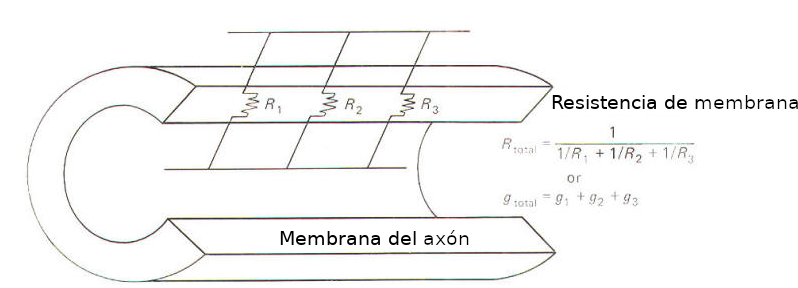 R1 R2 R3
Resistencia de membrana
Rtotal = 1 / 1/R1 + 1/R2 + 1/R3
or
gtotal = g1 + g2 + g3
Membrana del axón